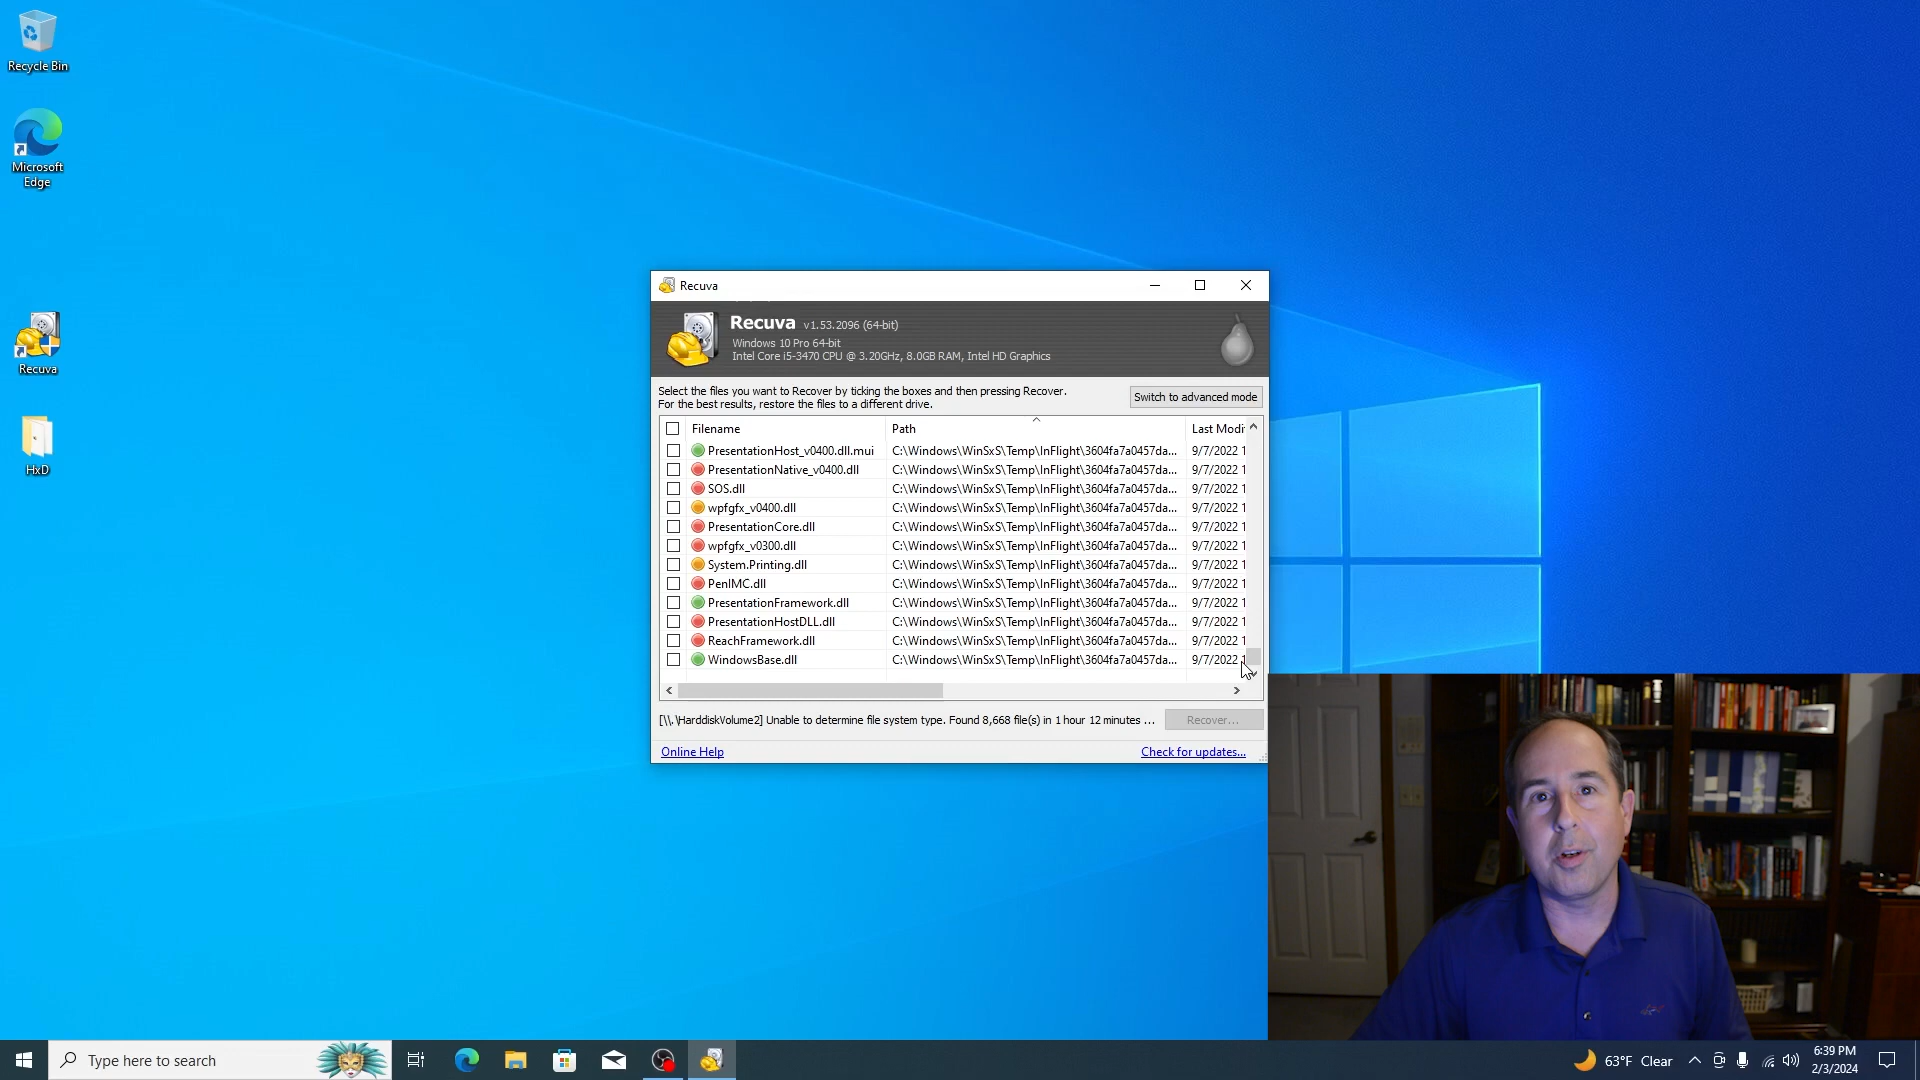 Recycle Bin
Microsoft
Edge
Recuva
HxD
Recuva
Recuva v1.53.2096 (64-bit)
Windows 10 Pro 64-bit
Intel Core i5-3470 CPU @ 3.20GHz, 8.0GB RAM, Intel HD Graphics
Select the files you want to Recover by ticking the boxes and then pressing Recover.
For the best results, restore the files to a different drive.
Switch to advanced mode
Filename Path Last Modif
PresentationHost_v0400.dll.mui C:\Windows\WinSxS\Temp\InFlight\3604fa7a0457da... 9/7/2022 1
PresentationNative_v0400.dll C:\Windows\WinSxS\Temp\InFlight\3604fa7a0457da... 9/7/2022 1
SOS.dll C:\Windows\WinSxS\Temp\InFlight\3604fa7a0457da... 9/7/2022 1
wpfgfx_v0400.dll C:\Windows\WinSxS\Temp\InFlight\3604fa7a0457da... 9/7/2022 1
PresentationCore.dll C:\Windows\WinSxS\Temp\InFlight\3604fa7a0457da... 9/7/2022 1
wpfgfx_v0300.dll C:\Windows\WinSxS\Temp\InFlight\3604fa7a0457da... 9/7/2022 1
System.Printing.dll C:\Windows\WinSxS\Temp\InFlight\3604fa7a0457da... 9/7/2022 1
PenIMC.dll C:\Windows\WinSxS\Temp\InFlight\3604fa7a0457da... 9/7/2022 1
PresentationFramework.dll C:\Windows\WinSxS\Temp\InFlight\3604fa7a0457da... 9/7/2022 1
PresentationHostDLL.dll C:\Windows\WinSxS\Temp\InFlight\3604fa7a0457da... 9/7/2022 1
ReachFramework.dll C:\Windows\WinSxS\Temp\InFlight\3604fa7a0457da... 9/7/2022 1
WindowsBase.dll C:\Windows\WinSxS\Temp\InFlight\3604fa7a0457da... 9/7/2022 1
[\\.\HarddiskVolume2] Unable to determine file system type. Found 8,668 file(s) in 1 hour 12 minutes ...
Recover...
Online Help
Check for updates...
Type here to search
63°F Clear
6:39 PM
2/3/2024